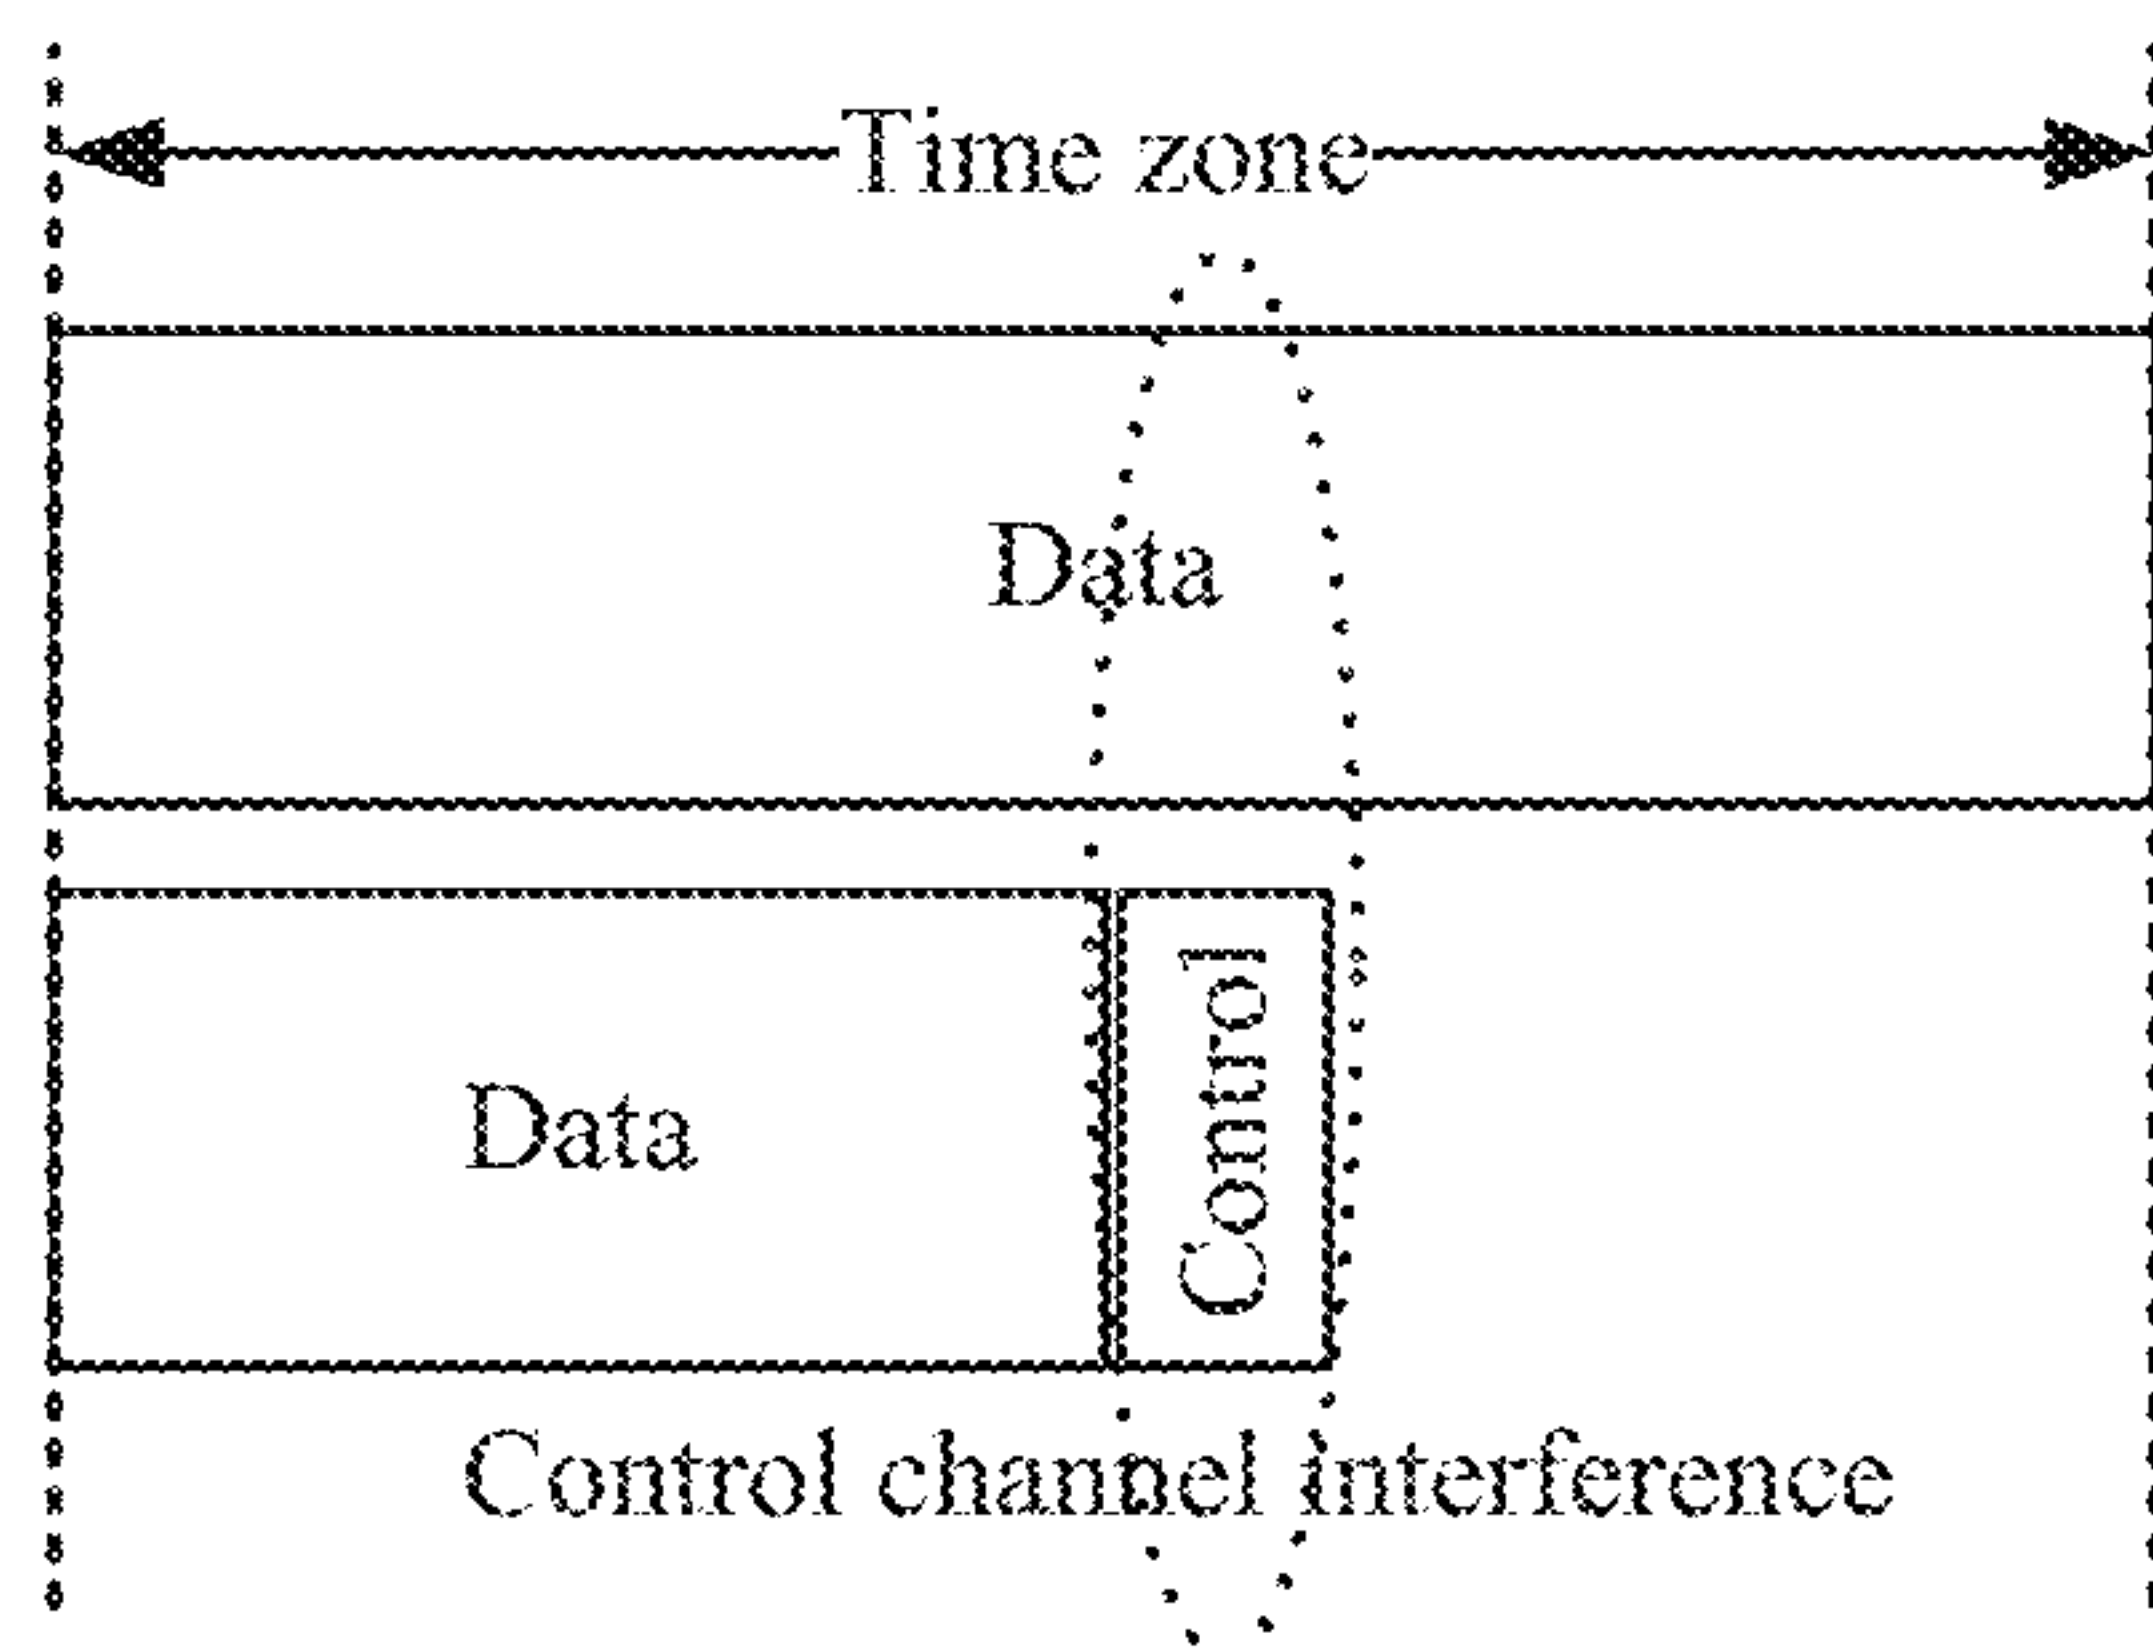 Time zone
Data
Data
Control
Control channel interference